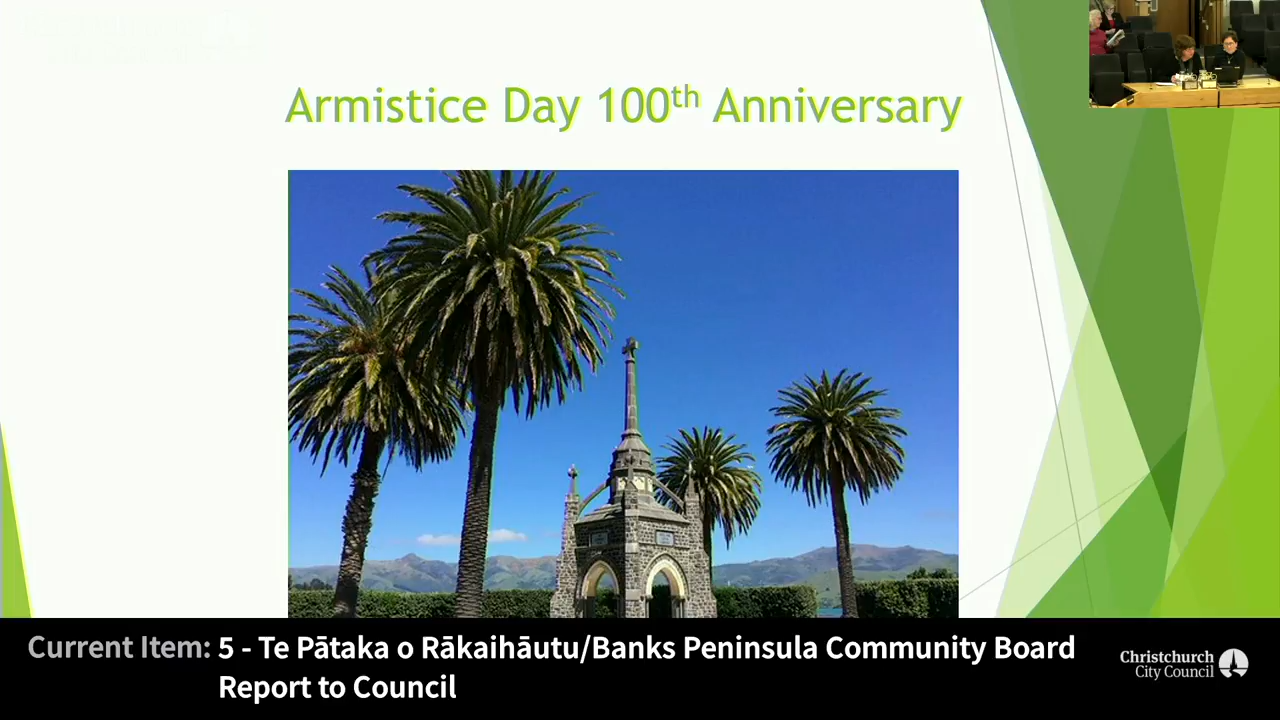 Armistice Day 100th Anniversary
Current Item: 5 - Te Pātaka o Rākaihāutu/Banks Peninsula Community Board
Report to Council
Christchurch
City Council